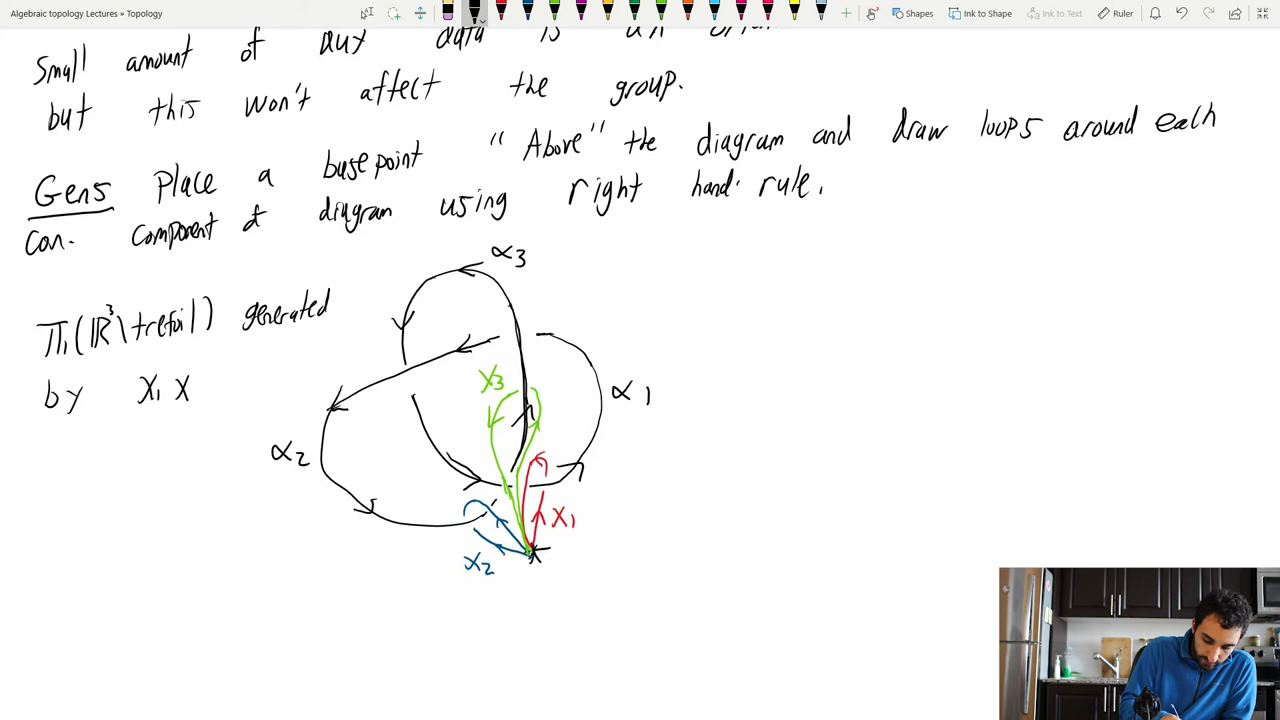 Algebraic topology Lectures » Topology
Shapes
Ink to Shape
Ink to Text
Ruler
Small amount of aux data is an
but this won't affect the group.
Gens Place a basepoint "Above" the diagram and draw loops around each
con. component of diagram using right hand rule.
α3
π1(ℝ³\trefoil) generated
by x1 x
x3
α1
α2
x1
x2